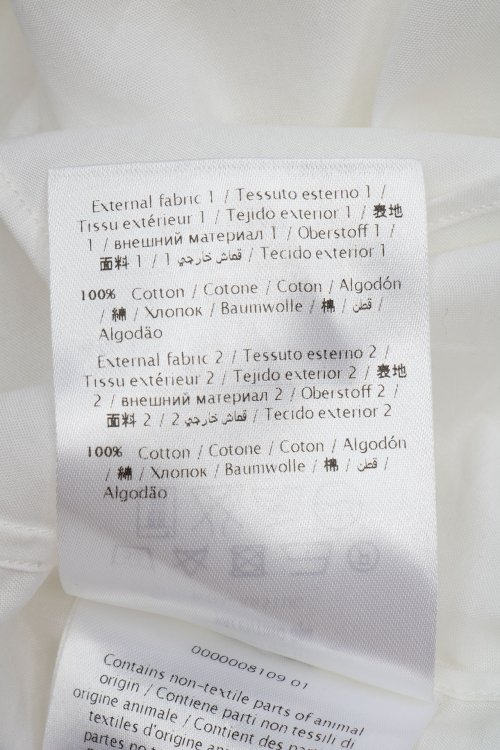 External fabric 1 / Tessuto esterno 1 /
Tissu extérieur 1 / Tejido exterior 1 / 表地
1 / внешний материал 1 / Oberstoff 1 /
面料 1 / قماش خارجي 1 / Tecido exterior 1
100% Cotton / Cotone / Coton / Algodón
/ 綿 / Хлопок / Baumwolle / 棉 / قطن /
Algodão
External fabric 2 / Tessuto esterno 2 /
Tissu extérieur 2 / Tejido exterior 2 / 表地
2 / внешний материал 2 / Oberstoff 2 /
面料 2 / قماش خارجي 2 / Tecido exterior 2
100% Cotton / Cotone / Coton / Algodón
/ 綿 / Хлопок / Baumwolle / 棉 / قطن /
Algodão
0000008109 01
Contains non-textile parts of animal
origin / Contiene parti non tessili di
origine animale / Contient des parties
textiles d'origine
partes no